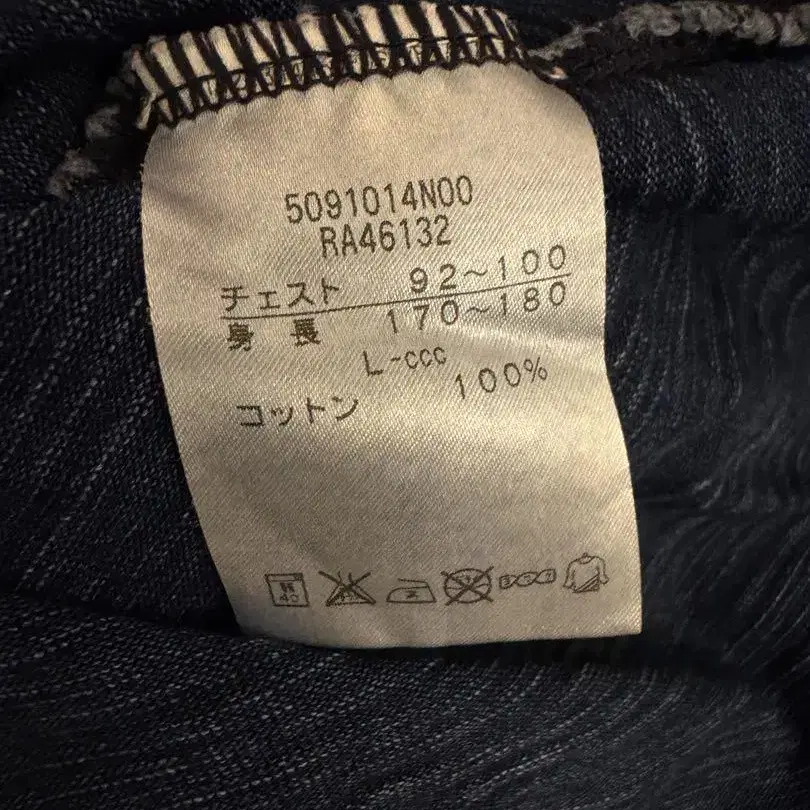 5091014N00
RA46132
チェスト 92~100
身長 170~180
L-ccc
コットン 100%